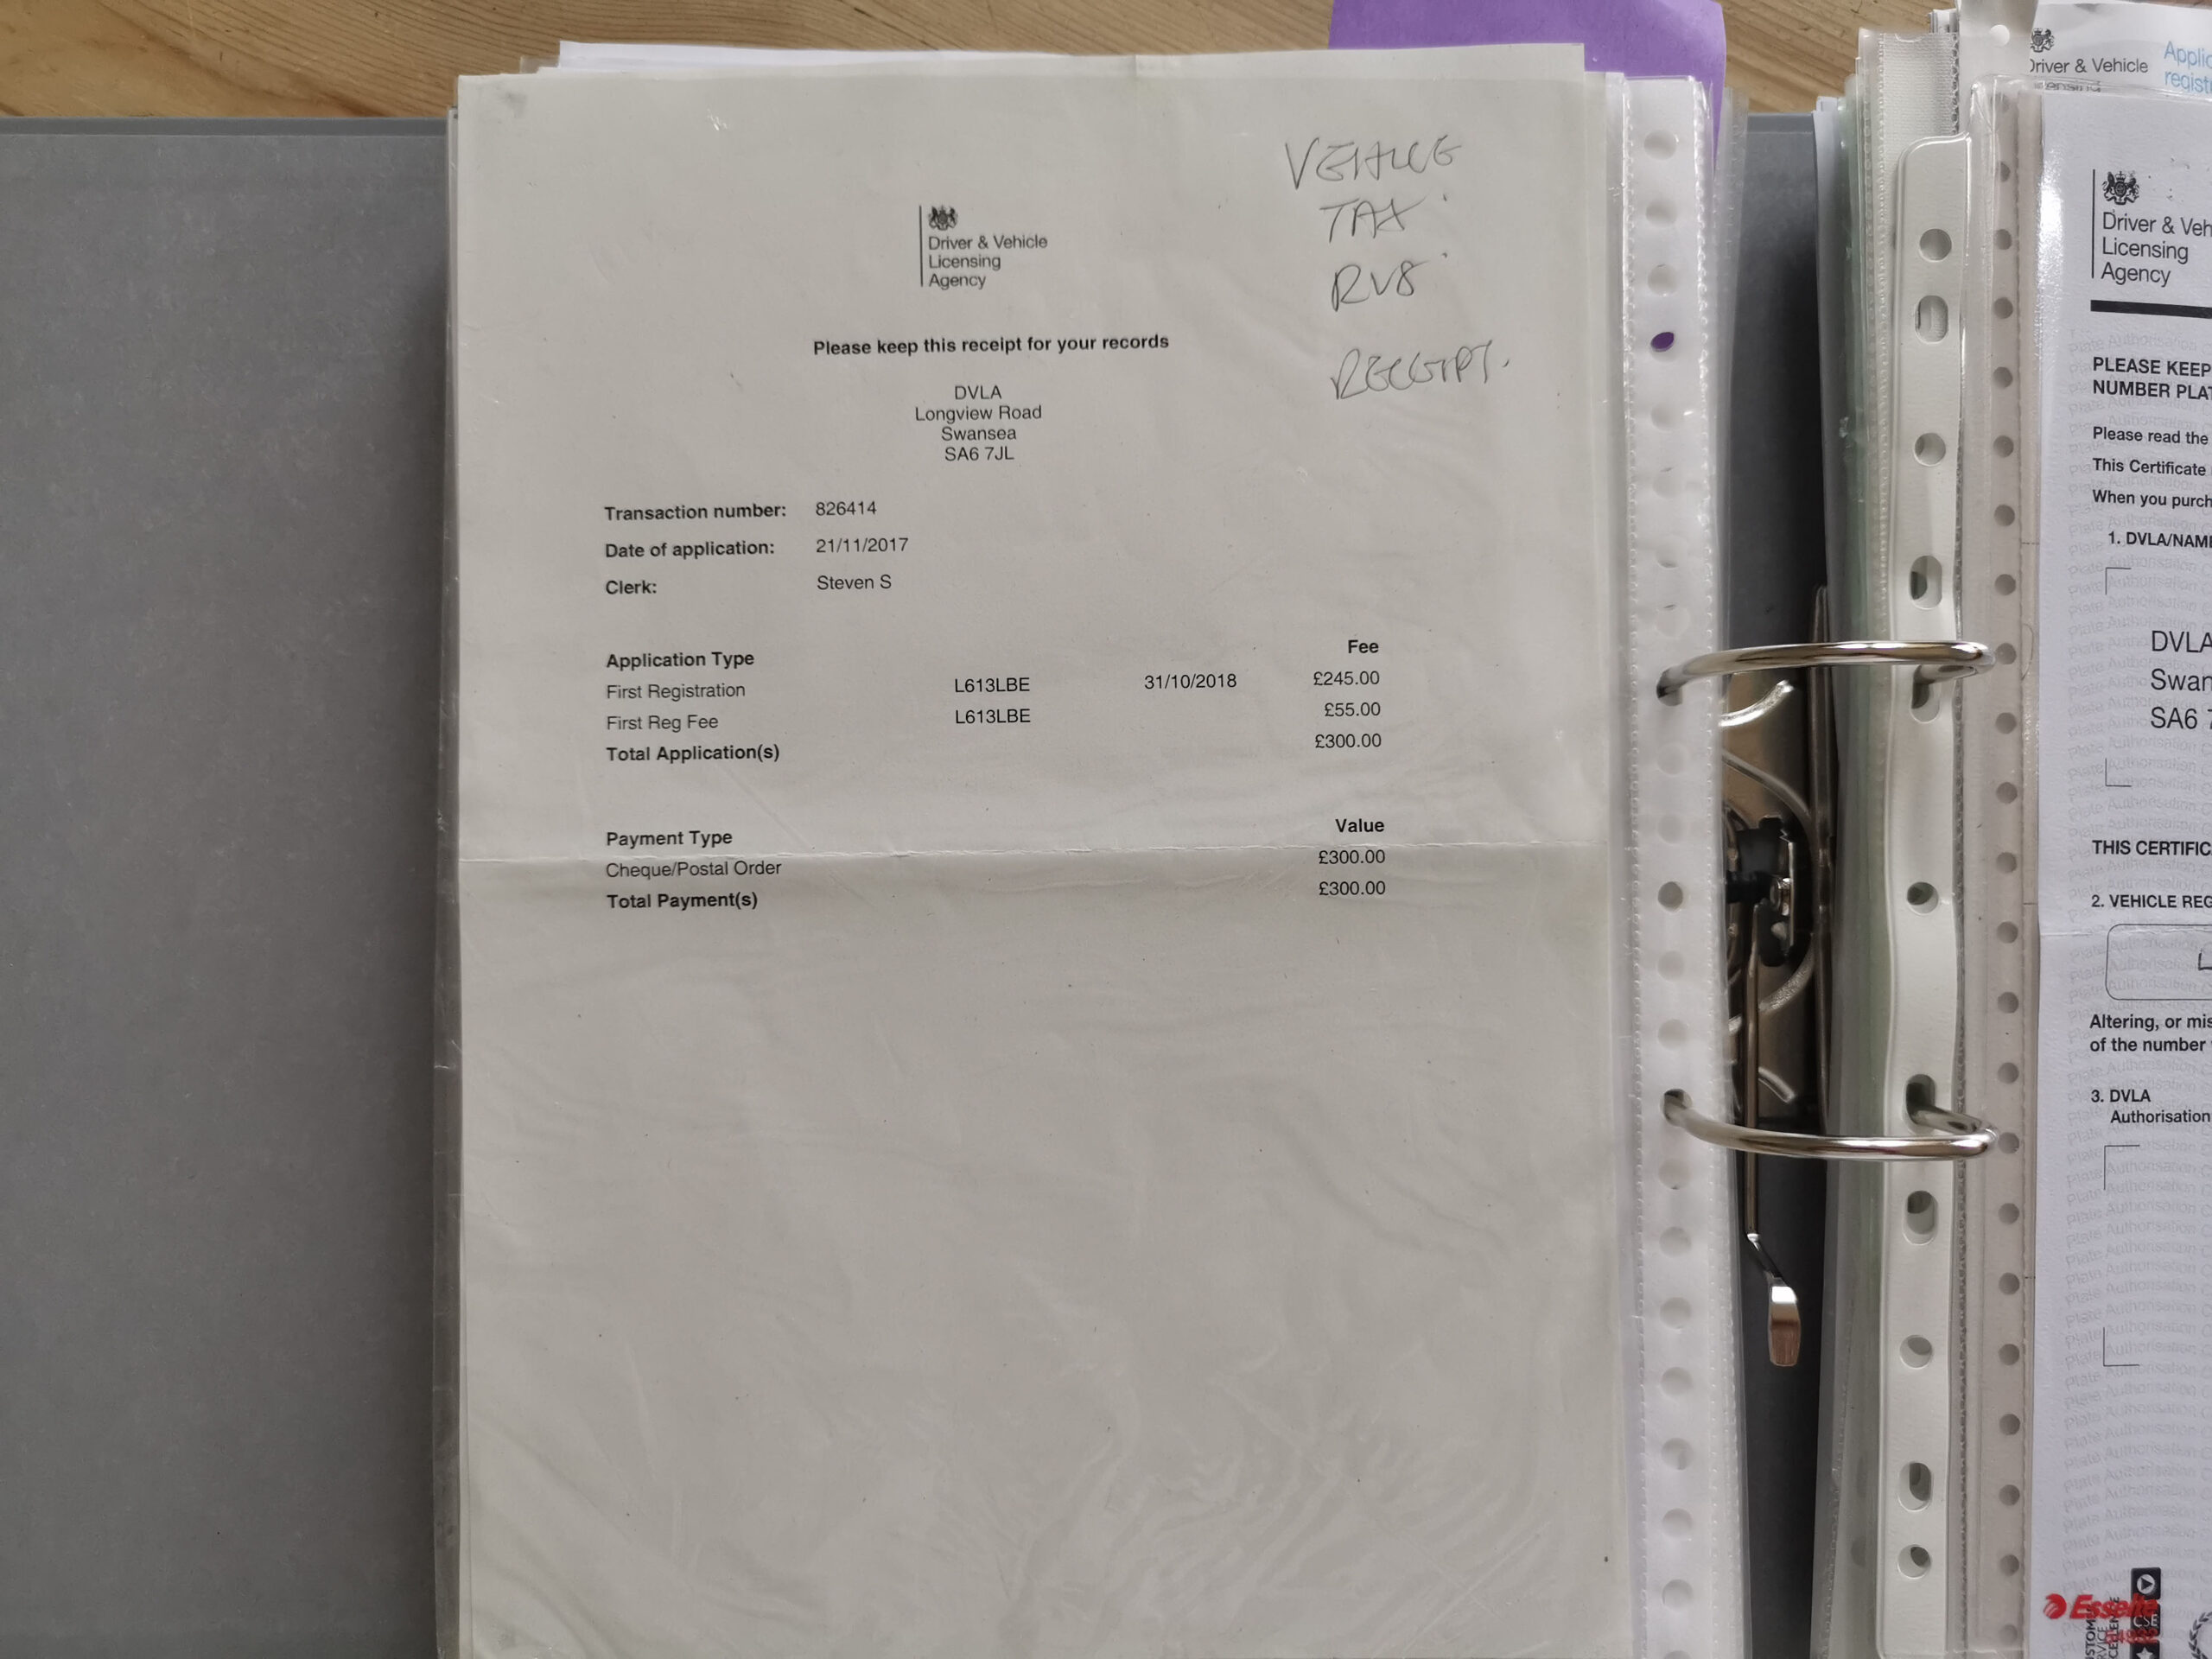 VEHICLE
TAX
RV8
RECEIPT.
Driver & Vehicle
Licensing
Agency
Please keep this receipt for your records
DVLA
Longview Road
Swansea
SA6 7JL
Transaction number: 826414
Date of application: 21/11/2017
Clerk: Steven S
Application Type Fee
First Registration L613LBE 31/10/2018 £245.00
First Reg Fee L613LBE £55.00
Total Application(s) £300.00
Payment Type Value
Cheque/Postal Order £300.00
Total Payment(s) £300.00
Driver & Vehicle
Applic
regist
Driver & Veh
Licensing
Agency
PLEASE KEEP
NUMBER PLAT
Please read the
This Certificate
When you purch
1. DVLA/NAM
DVLA
Swan
SA6 7
THIS CERTIFIC
2. VEHICLE REG
Altering, or mis
of the number
3. DVLA
Authorisation
Esselte